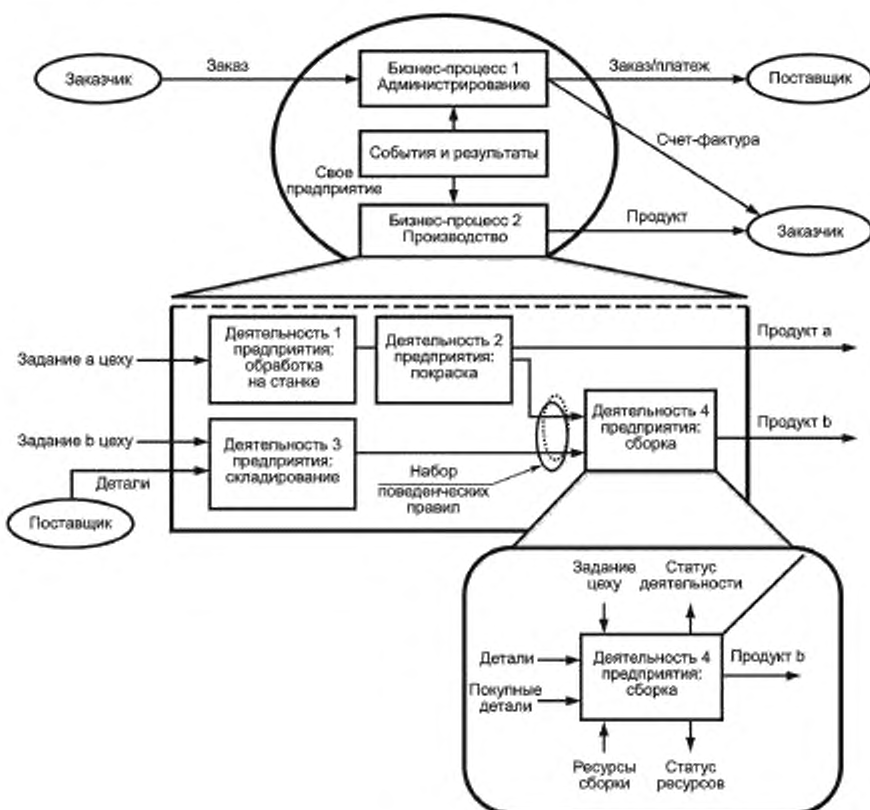 Заказчик
Заказ
Бизнес-процесс 1
Администрирование
Заказ/платеж
Поставщик
События и результаты
Счет-фактура
Свое
предприятие
Бизнес-процесс 2
Производство
Продукт
Заказчик
Задание a цеху
Деятельность 1
предприятия:
обработка
на станке
Деятельность 2
предприятия:
покраска
Продукт a
Задание b цеху
Детали
Поставщик
Деятельность 3
предприятия:
складирование
Набор
поведенческих
правил
Деятельность 4
предприятия:
сборка
Продукт b
Задание
цеху
Статус
деятельности
Детали
Покупные
детали
Деятельность 4
предприятия:
сборка
Продукт b
Ресурсы
сборки
Статус
ресурсов